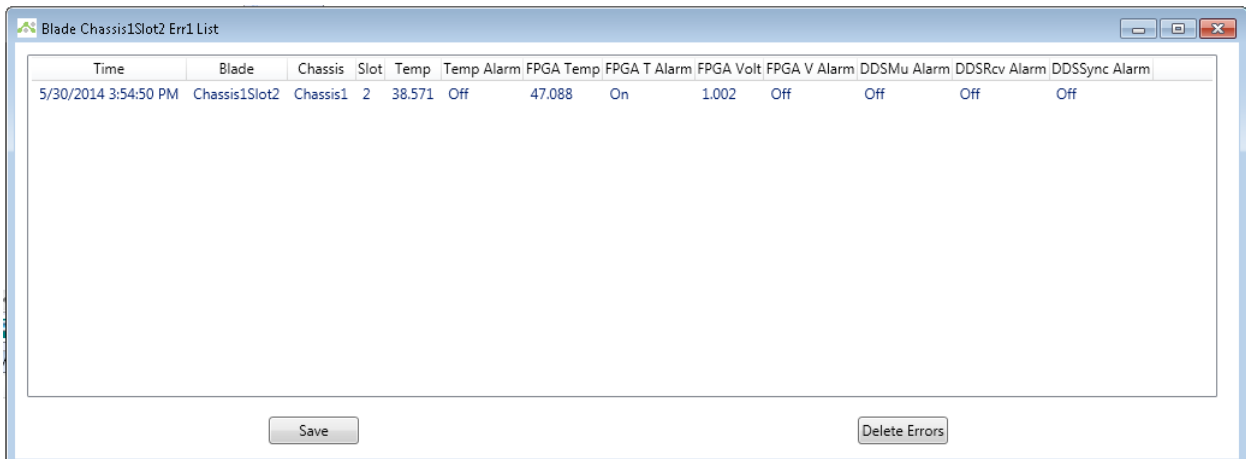 Blade Chassis1Slot2 Err1 List
Time Blade Chassis Slot Temp Temp Alarm FPGA Temp FPGA T Alarm FPGA Volt FPGA V Alarm DDSMu Alarm DDSRcv Alarm DDSSync Alarm
5/30/2014 3:54:50 PM Chassis1Slot2 Chassis1 2 38.571 Off 47.088 On 1.002 Off Off Off Off
Save Delete Errors